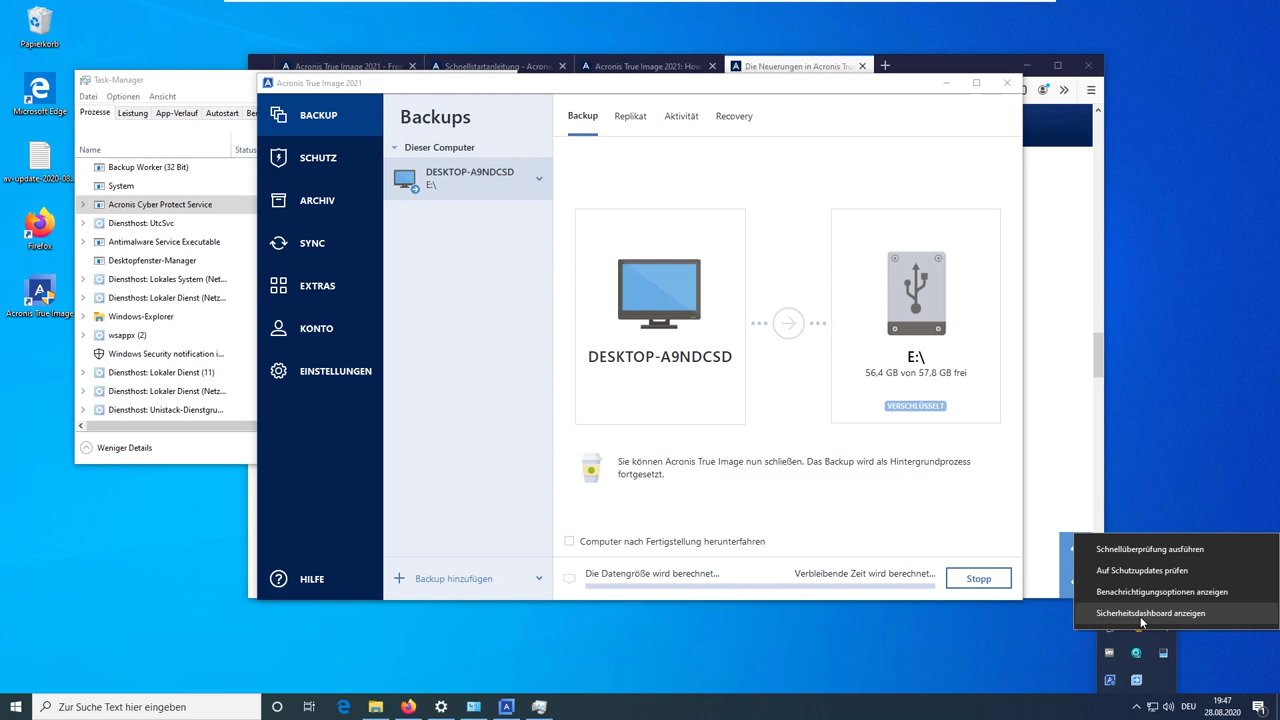 Papierkorb
Microsoft Edge
av-update-2020-08...
Firefox
Acronis True Image
Acronis True Image 2021 - Fre
Schnellstartanleitung - Acron
Acronis True Image 2021: How
Die Neuerungen in Acronis Tru
Task-Manager
Datei Optionen Ansicht
Prozesse Leistung App-Verlauf Autostart Be
Name Status
Backup Worker (32 Bit)
System
Acronis Cyber Protect Service
Diensthost: UtcSvc
Antimalware Service Executable
Desktopfenster-Manager
Diensthost: Lokales System (Net...
Diensthost: Lokaler Dienst (Netz...
Windows-Explorer
wsappx (2)
Windows Security notification i...
Diensthost: Lokaler Dienst (11)
Diensthost: Lokaler Dienst (Netz...
Diensthost: Unistack-Dienstgru...
Weniger Details
Acronis True Image 2021
BACKUP
SCHUTZ
ARCHIV
SYNC
EXTRAS
KONTO
EINSTELLUNGEN
HILFE
Backups
Dieser Computer
DESKTOP-A9NDCSD
E:\
Backup hinzufügen
Backup Replikat Aktivität Recovery
DESKTOP-A9NDCSD
E:\
56,4 GB von 57,8 GB frei
VERSCHLÜSSELT
Sie können Acronis True Image nun schließen. Das Backup wird als Hintergrundprozess
fortgesetzt.
Computer nach Fertigstellung herunterfahren
Die Datengröße wird berechnet... Verbleibende Zeit wird berechnet...
Stopp
Schnellüberprüfung ausführen
Auf Schutzupdates prüfen
Benachrichtigungsoptionen anzeigen
Sicherheitsdashboard anzeigen
Zur Suche Text hier eingeben
DEU
19:47
28.08.2020